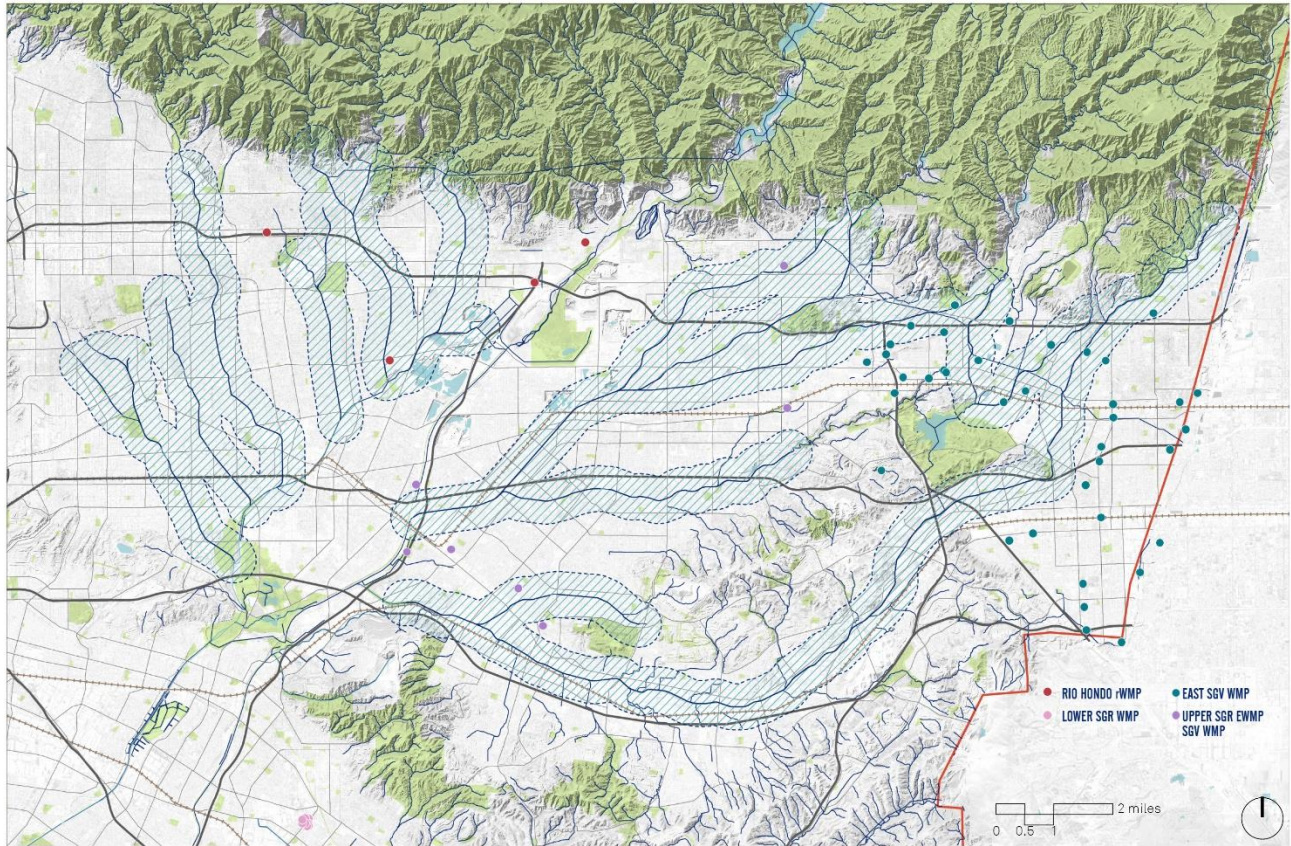 RIO HONDO rWMP
EAST SGV WMP
LOWER SGR WMP
UPPER SGR EWMP
SGV WMP
2 miles
0 0.5 1